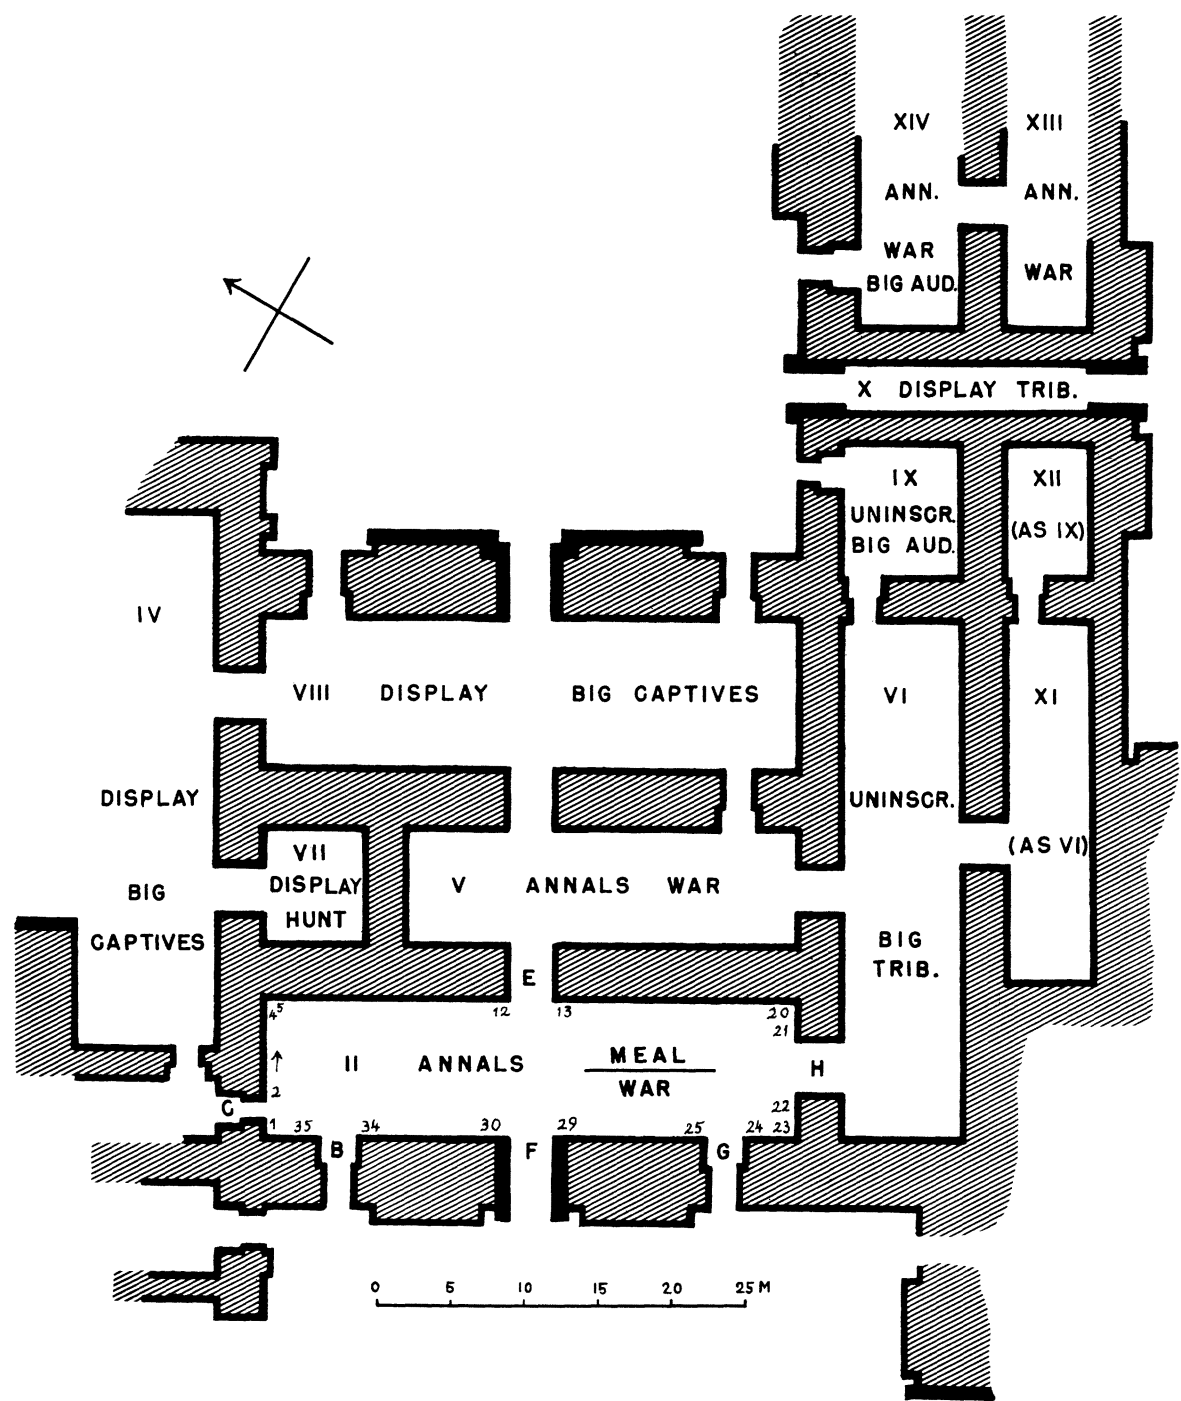 XIV XIII
ANN. ANN.
WAR WAR
BIG AUD.
X DISPLAY TRIB.
IX XII
UNINSCR. (AS IX)
BIG AUD.
IV
VIII DISPLAY BIG CAPTIVES VI XI
DISPLAY UNINSCR.
(AS VI)
VII
DISPLAY
HUNT
V ANNALS WAR
BIG
CAPTIVES
BIG
TRIB.
E
45 12 13 20
21
II ANNALS MEAL
WAR
H
2
C
1 35 34 30 29 25 24 23
22
B F G
0 5 10 15 20 25 M